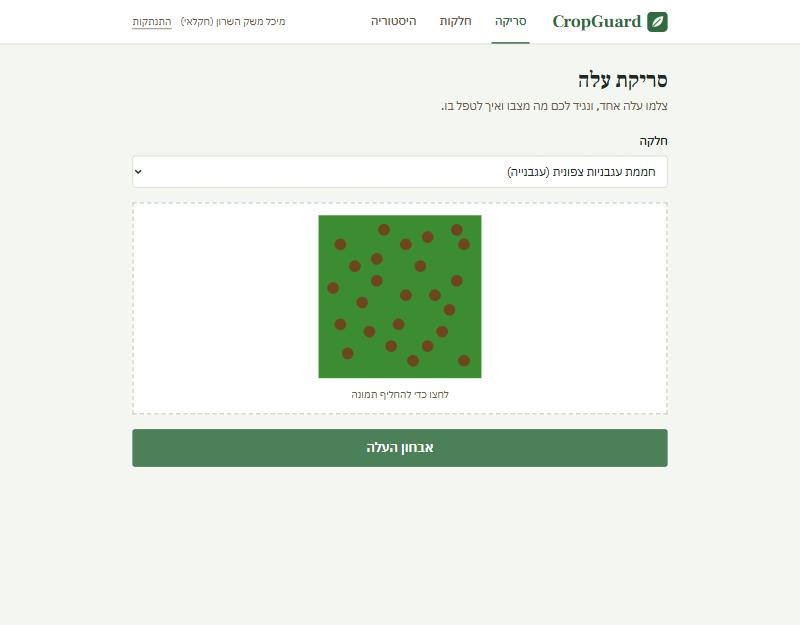 CropGuard
סריקה
חלקות
היסטוריה
מיכל משק השרון (חקלאי)
התנתקות
סריקת עלה
צלמו עלה אחד, ונגיד לכם מה מצבו ואיך לטפל בו.
חלקה
חממת עגבניות צפונית (עגבנייה)
לחצו כדי להחליף תמונה
אבחון העלה